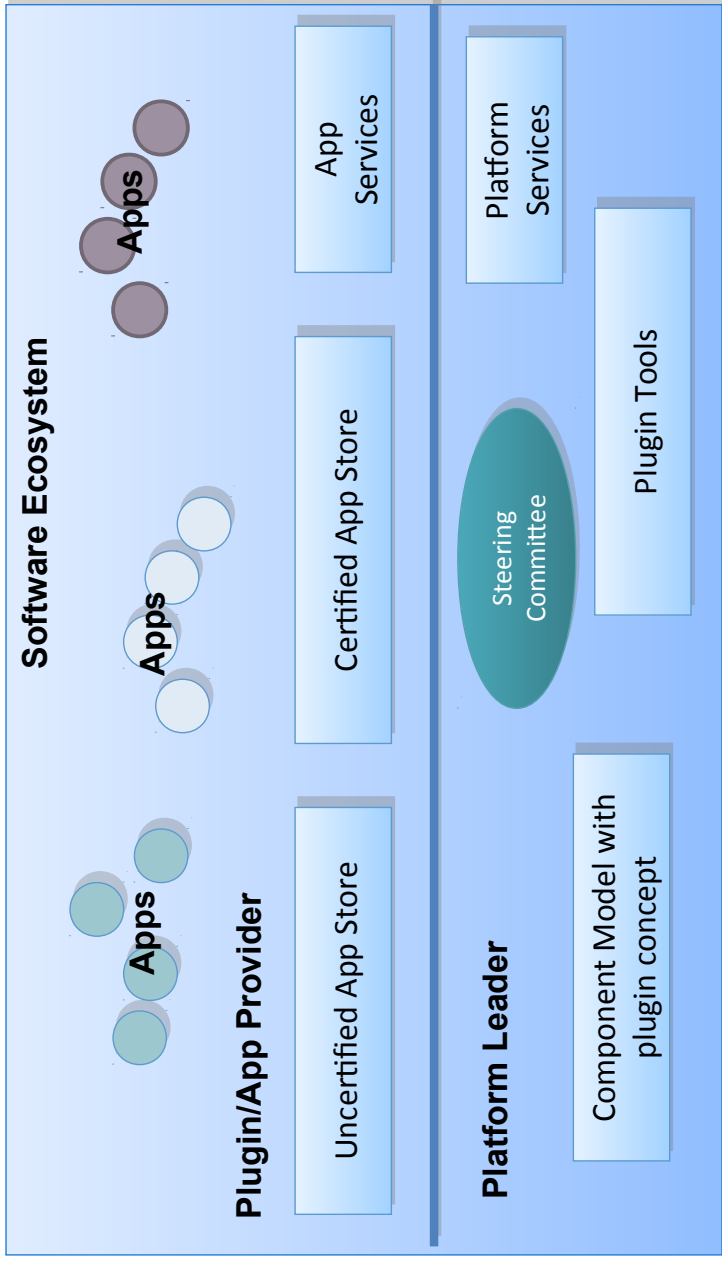 Software Ecosystem
Apps
Apps
Apps
Plugin/App Provider
Uncertified App Store
Certified App Store
App
Services
Platform Leader
Steering
Committee
Platform
Services
Component Model with
plugin concept
Plugin Tools